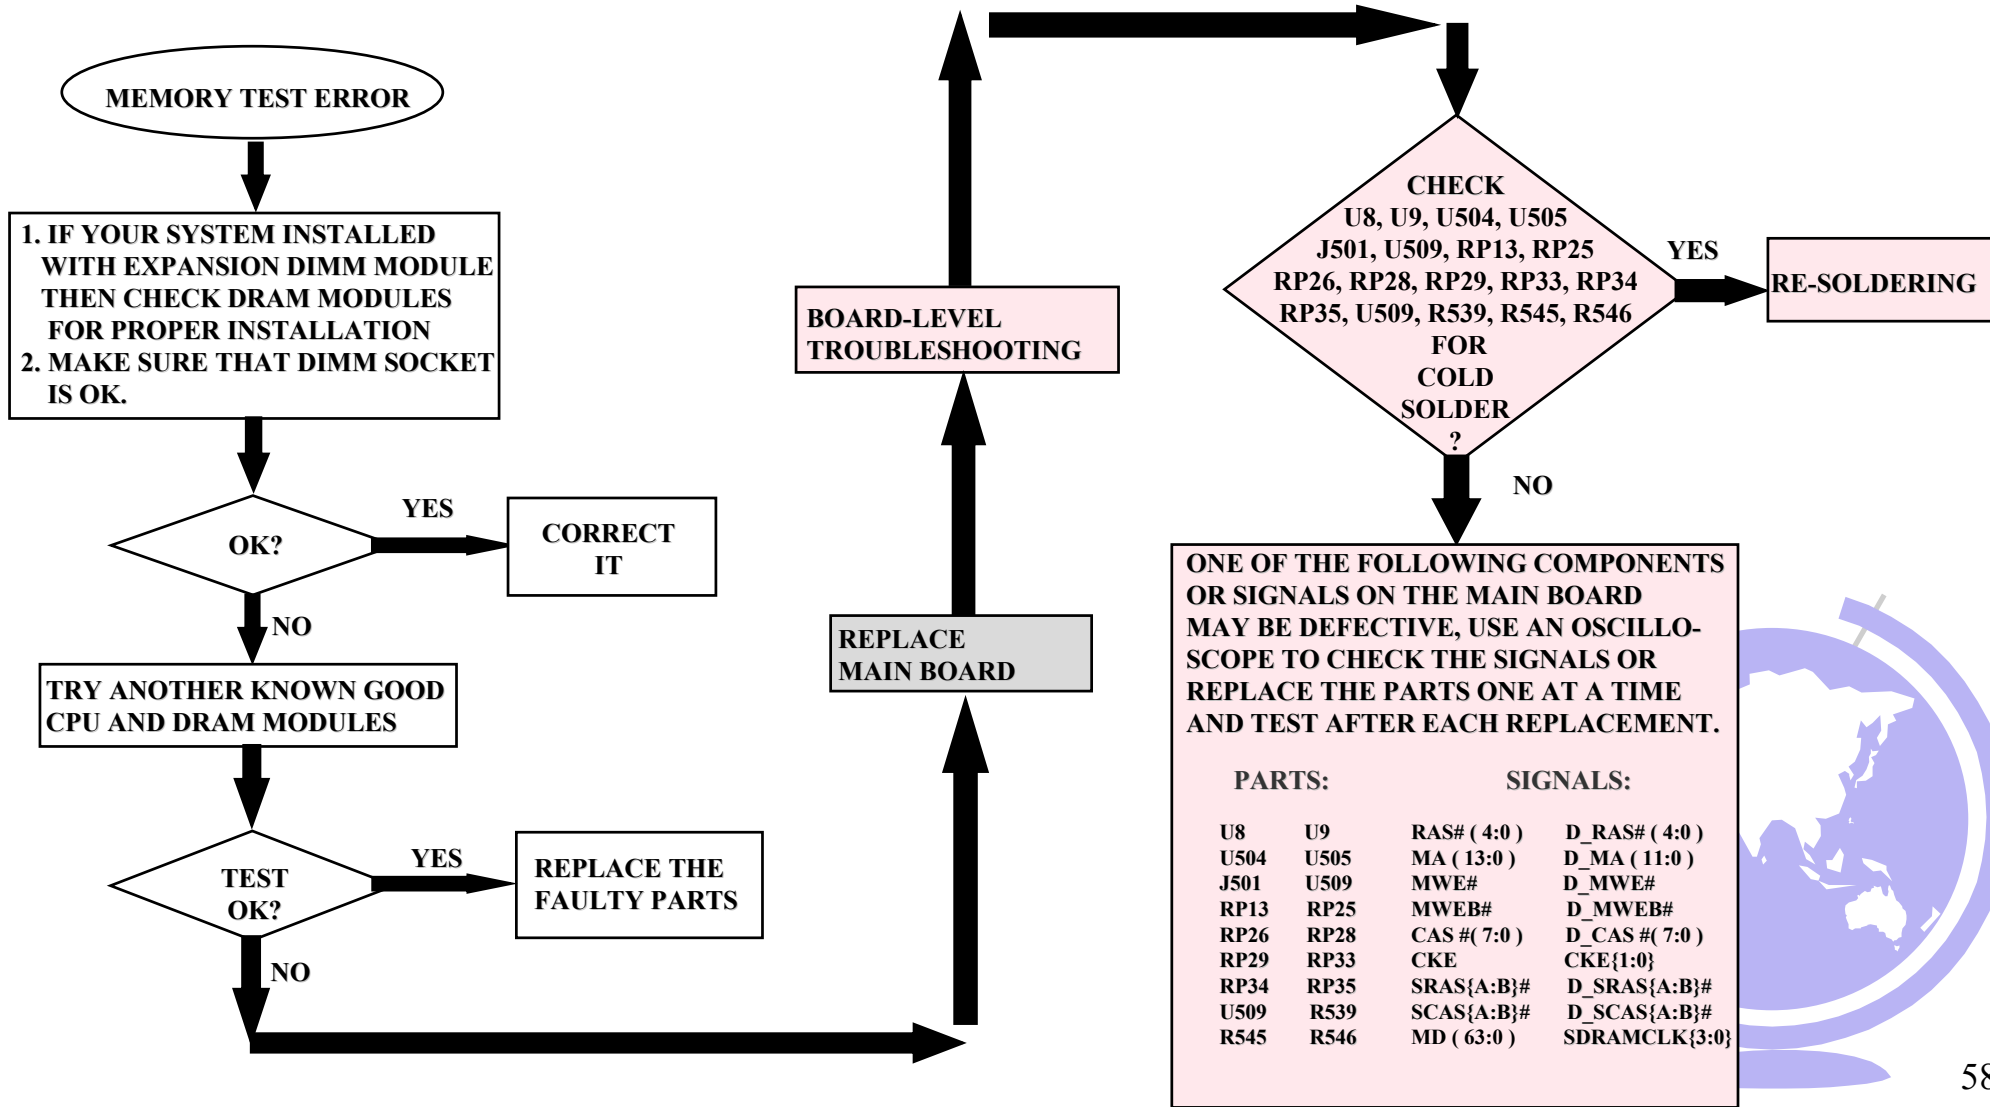 MEMORY TEST ERROR
1. IF YOUR SYSTEM INSTALLED
WITH EXPANSION DIMM MODULE
THEN CHECK DRAM MODULES
FOR PROPER INSTALLATION
2. MAKE SURE THAT DIMM SOCKET
IS OK.
OK?
YES
CORRECT
IT
NO
TRY ANOTHER KNOWN GOOD
CPU AND DRAM MODULES
TEST
OK?
YES
REPLACE THE
FAULTY PARTS
NO
REPLACE
MAIN BOARD
BOARD-LEVEL
TROUBLESHOOTING
CHECK
U8, U9, U504, U505
J501, U509, RP13, RP25
RP26, RP28, RP29, RP33, RP34
RP35, U509, R539, R545, R546
FOR
COLD
SOLDER
?
YES
RE-SOLDERING
NO
ONE OF THE FOLLOWING COMPONENTS
OR SIGNALS ON THE MAIN BOARD
MAY BE DEFECTIVE, USE AN OSCILLO-
SCOPE TO CHECK THE SIGNALS OR
REPLACE THE PARTS ONE AT A TIME
AND TEST AFTER EACH REPLACEMENT.
PARTS: SIGNALS:
U8 U9 RAS# ( 4:0 ) D_RAS# ( 4:0 )
U504 U505 MA ( 13:0 ) D_MA ( 11:0 )
J501 U509 MWE# D_MWE#
RP13 RP25 MWEB# D_MWEB#
RP26 RP28 CAS #( 7:0 ) D_CAS #( 7:0 )
RP29 RP33 CKE CKE{1:0}
RP34 RP35 SRAS{A:B}# D_SRAS{A:B}#
U509 R539 SCAS{A:B}# D_SCAS{A:B}#
R545 R546 MD ( 63:0 ) SDRAMCLK{3:0}
58